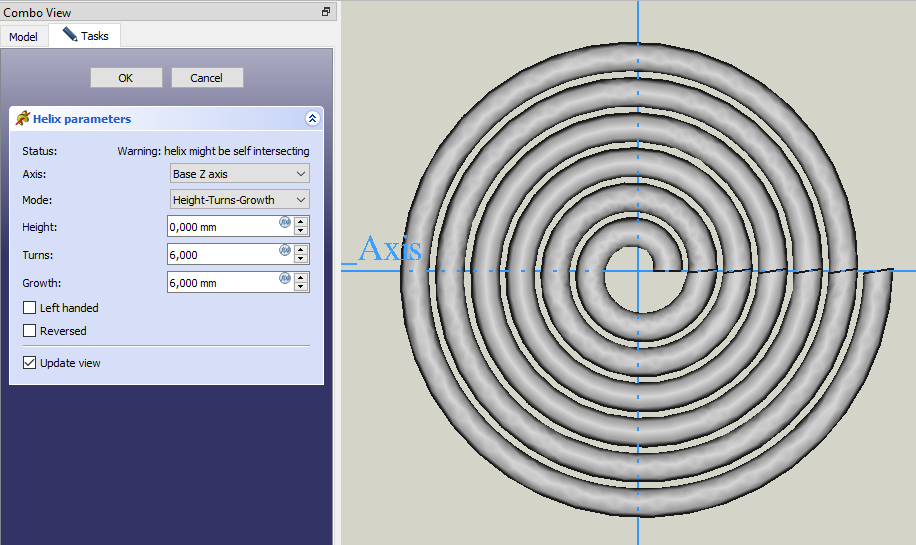 Combo View
Model
Tasks
OK
Cancel
Helix parameters
Status:
Warning: helix might be self intersecting
Axis:
Base Z axis
Mode:
Height-Turns-Growth
Height:
0,000 mm
Turns:
6,000
Growth:
6,000 mm
Left handed
Reversed
Update view
_Axis